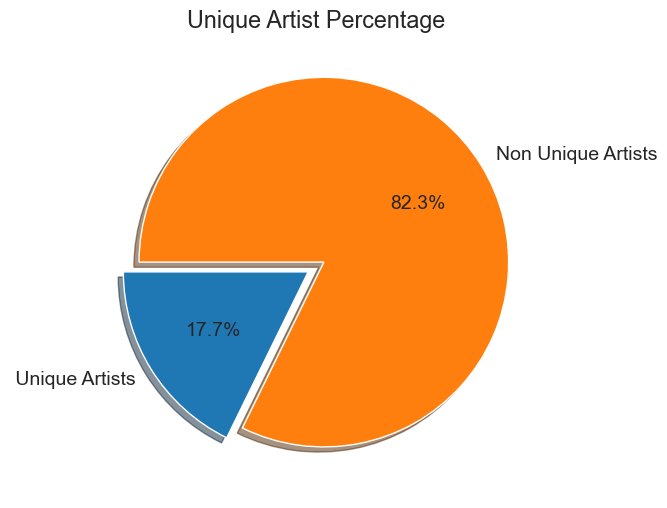 Unique Artist Percentage
Non Unique Artists
82.3%
17.7%
Unique Artists